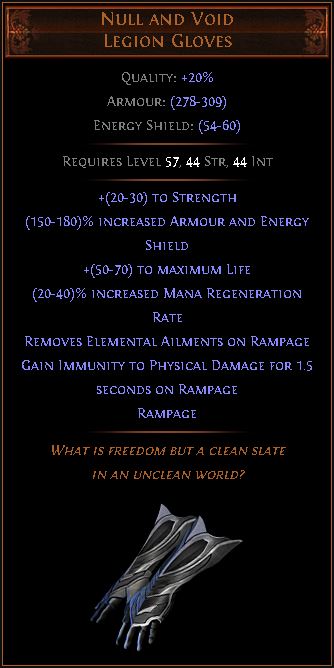 Null and Void
Legion Gloves
Quality: +20%
Armour: (278-309)
Energy Shield: (54-60)
Requires Level 57, 44 Str, 44 Int
+(20-30) to Strength
(150-180)% increased Armour and Energy
Shield
+(50-70) to maximum Life
(20-40)% increased Mana Regeneration
Rate
Removes Elemental Ailments on Rampage
Gain Immunity to Physical Damage for 1.5
seconds on Rampage
Rampage
What is freedom but a clean slate
in an unclean world?